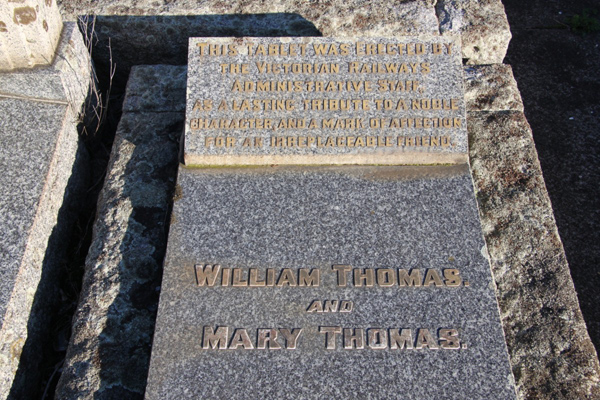 THIS TABLET WAS ERECTED BY
THE VICTORIAN RAILWAYS
ADMINISTRATIVE STAFF,
AS A LASTING TRIBUTE TO A NOBLE
CHARACTER AND A MARK OF AFFECTION
FOR AN IRREPLACEABLE FRIEND.
WILLIAM THOMAS.
AND
MARY THOMAS.